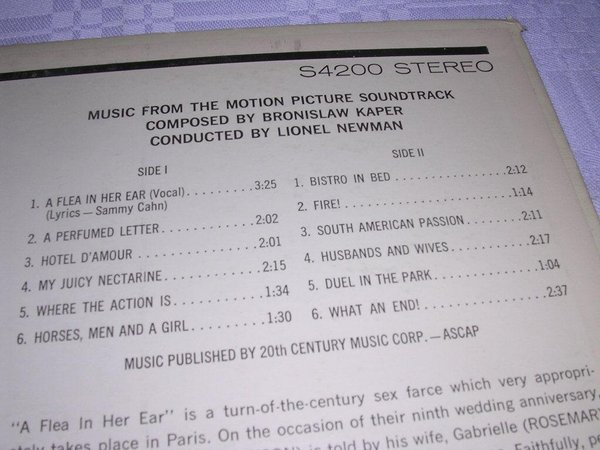 S4200 STEREO
MUSIC FROM THE MOTION PICTURE SOUNDTRACK
COMPOSED BY BRONISLAW KAPER
CONDUCTED BY LIONEL NEWMAN
SIDE I
1. A FLEA IN HER EAR (Vocal).........3:25
(Lyrics — Sammy Cahn)
2. A PERFUMED LETTER............2:02
3. HOTEL D'AMOUR................2:01
4. MY JUICY NECTARINE............2:15
5. WHERE THE ACTION IS...........1:34
6. HORSES, MEN AND A GIRL.........1:30
SIDE II
1. BISTRO IN BED................2:12
2. FIRE!........................1:14
3. SOUTH AMERICAN PASSION........2:11
4. HUSBANDS AND WIVES............2:17
5. DUEL IN THE PARK..............1:04
6. WHAT AN END!.................2:37
MUSIC PUBLISHED BY 20th CENTURY MUSIC CORP. — ASCAP
"A Flea In Her Ear" is a turn-of-the-century sex farce which very appropri-
takes place in Paris. On the occasion of their ninth wedding anniversary,
is told by his wife, Gabrielle (ROSEMARY
Faithfully,